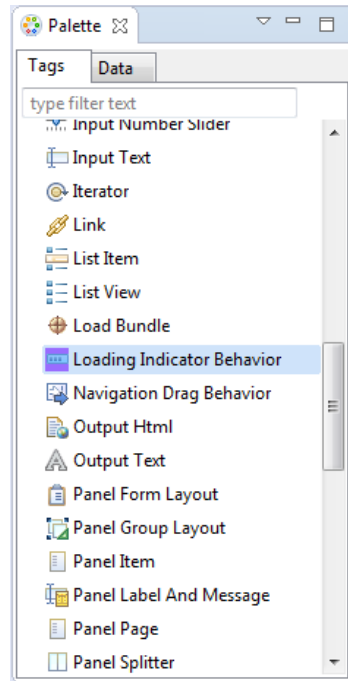 Palette
Tags Data
type filter text
Input Number Slider
Input Text
Iterator
Link
List Item
List View
Load Bundle
Loading Indicator Behavior
Navigation Drag Behavior
Output Html
Output Text
Panel Form Layout
Panel Group Layout
Panel Item
Panel Label And Message
Panel Page
Panel Splitter